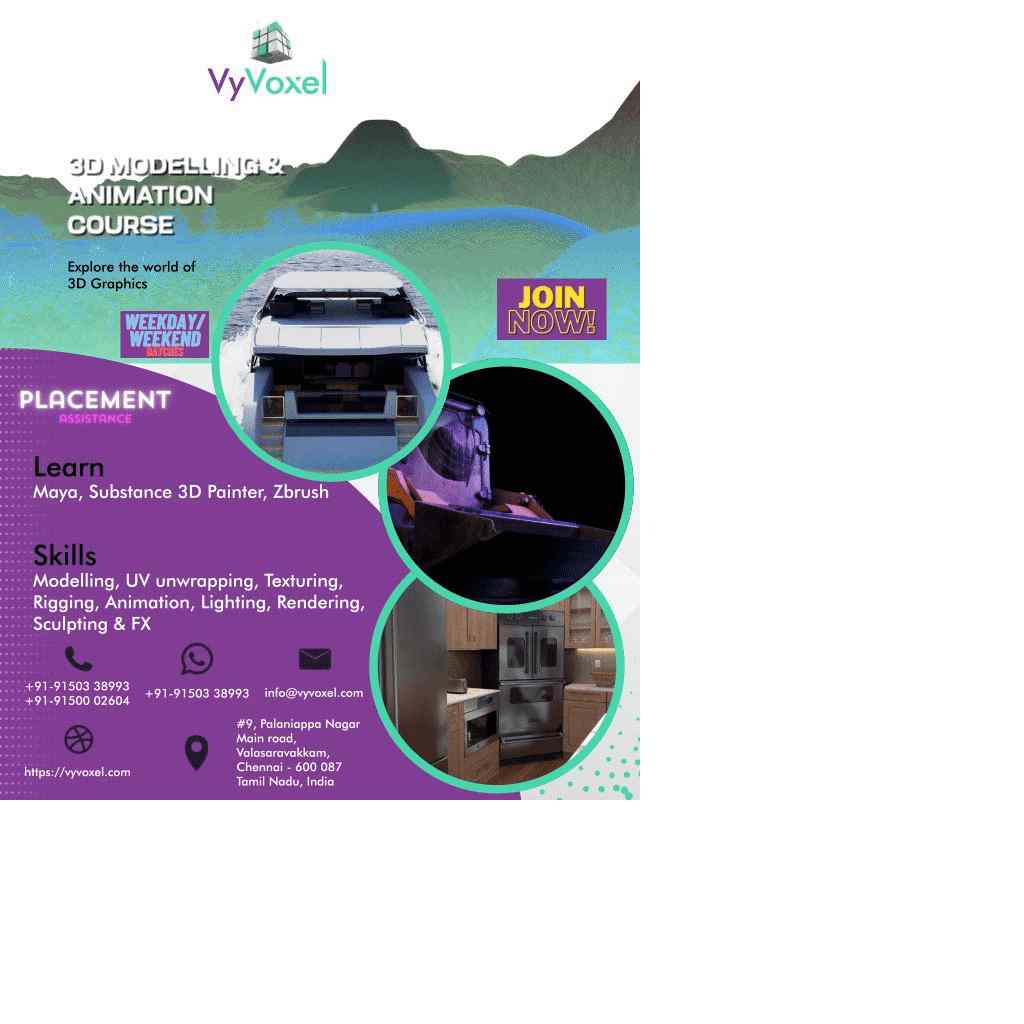 VyVoxel
3D MODELLING &
ANIMATION
COURSE
Explore the world of
3D Graphics
WEEKDAY/
WEEKEND
BATCHES
JOIN
NOW!
PLACEMENT
ASSISTANCE
Learn
Maya, Substance 3D Painter, Zbrush
Skills
Modelling, UV unwrapping, Texturing,
Rigging, Animation, Lighting, Rendering,
Sculpting & FX
+91-91503 38993
+91-91500 02604
+91-91503 38993
info@vyvoxel.com
https://vyvoxel.com
#9, Palaniappa Nagar
Main road,
Valasaravakkam,
Chennai - 600 087
Tamil Nadu, India